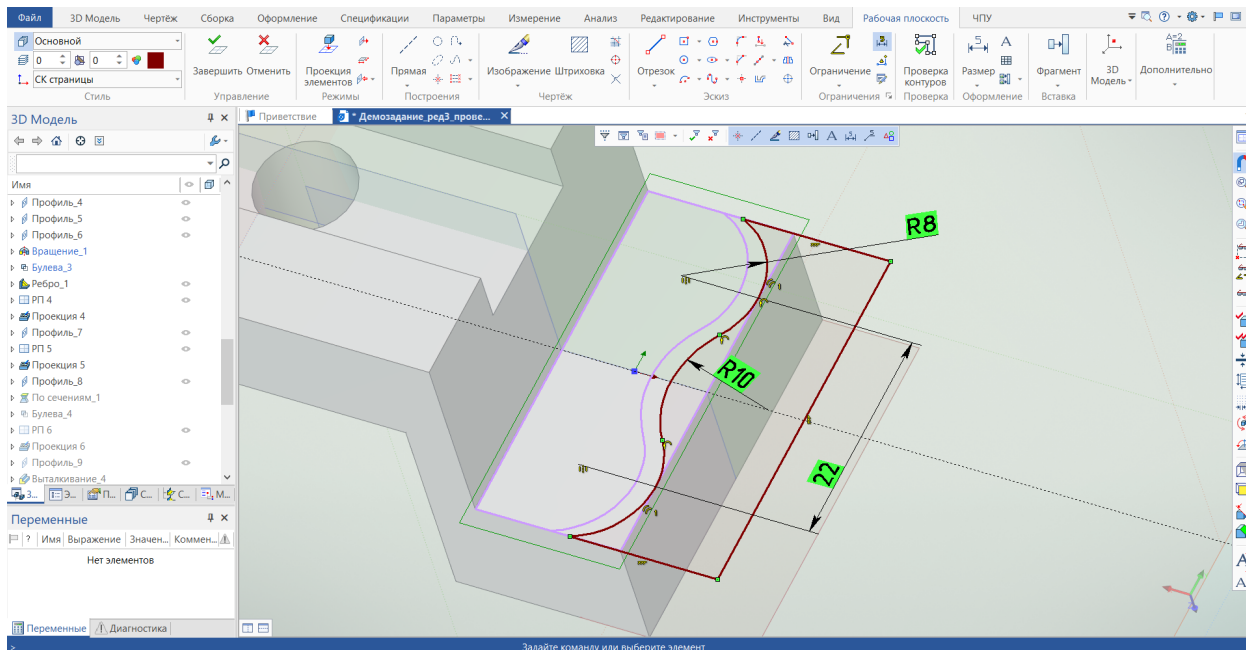 Файл 3D Модель Чертёж Сборка Оформление Спецификации Параметры Измерение Анализ Редактирование Инструменты Вид Рабочая плоскость ЧПУ
Основной
0 0
СК страницы
Стиль
Завершить Отменить
Управление
Проекция элементов
Режимы
Прямая
Построения
Изображение Штриховка
Чертёж
Отрезок
Эскиз
Ограничение
Ограничения
Проверка контуров
Проверка
Размер
Оформление
Фрагмент
Вставка
3D Модель
A=2
Дополнительно
3D Модель
Приветствие
* Демозадание_ред3_прове...
Имя
Профиль_4
Профиль_5
Профиль_6
Вращение_1
Булева_3
Ребро_1
РП 4
Проекция 4
Профиль_7
РП 5
Проекция 5
Профиль_8
По сечениям_1
Булева_4
РП 6
Проекция 6
Профиль_9
Выталкивание_4
З... Э... П... С... С... М...
Переменные
? Имя Выражение Значен... Коммен...
Нет элементов
Переменные Диагностика
R8
R10
22
> Задайте команду или выберите элемент